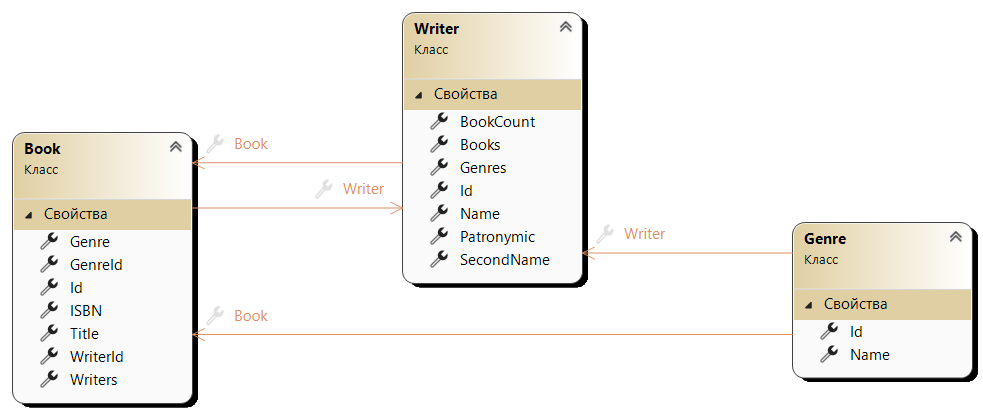 Writer
Класс
Свойства
BookCount
Books
Genres
Id
Name
Patronymic
SecondName
Book
Класс
Свойства
Genre
GenreId
Id
ISBN
Title
WriterId
Writers
Book
Writer
Writer
Book
Genre
Класс
Свойства
Id
Name